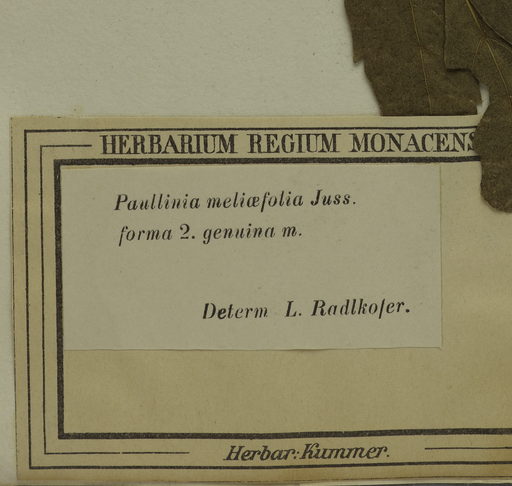 HERBARIUM REGIUM MONACENS
Paullinia meliæfolia Juss.
forma 2. genuina m.
Determ L. Radlkofer.
Herbar: Kummer.